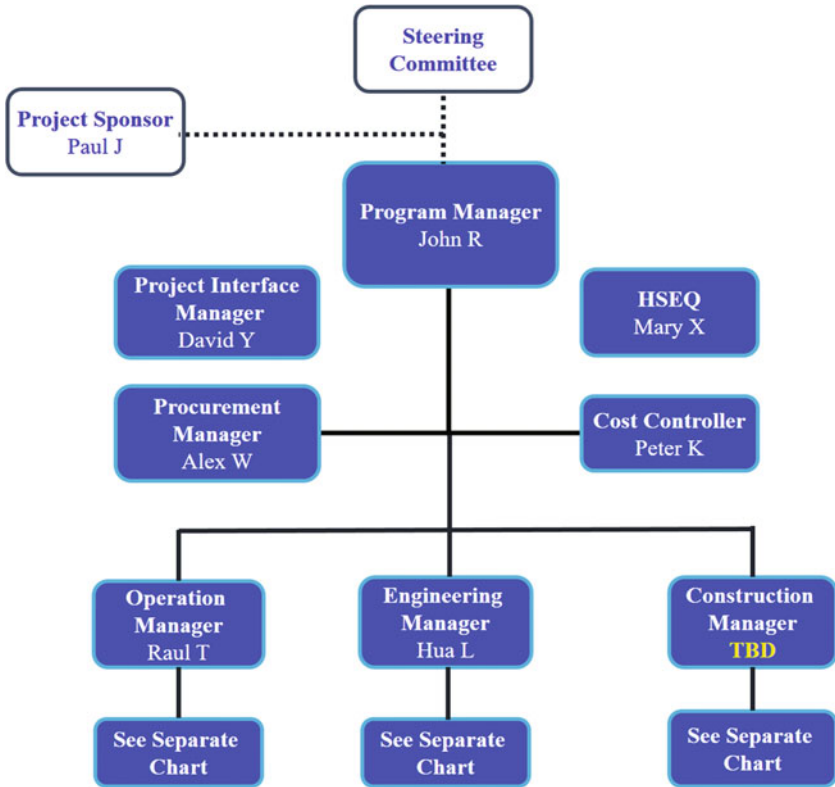 Steering
Committee
Project Sponsor
Paul J
Program Manager
John R
Project Interface
Manager
David Y
HSEQ
Mary X
Procurement
Manager
Alex W
Cost Controller
Peter K
Operation
Manager
Raul T
Engineering
Manager
Hua L
Construction
Manager
TBD
See Separate
Chart
See Separate
Chart
See Separate
Chart